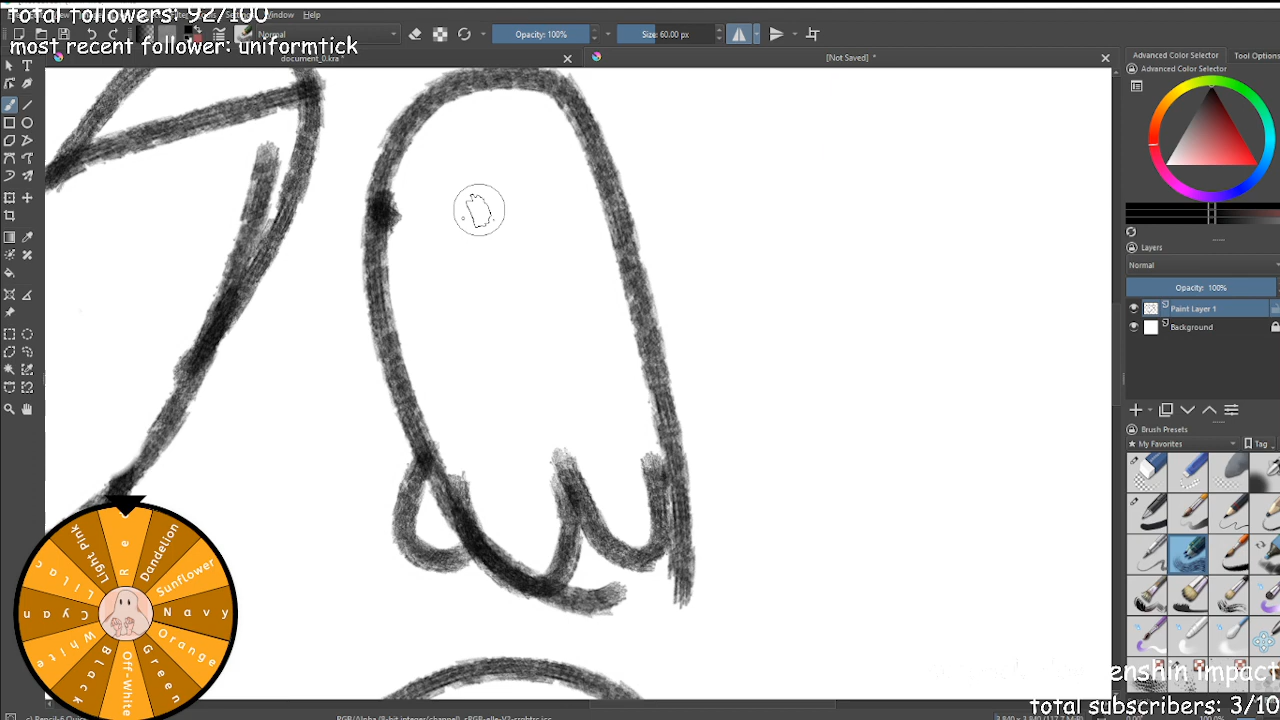 total followers: 92/100
Window
Help
Normal
Opacity: 100%
Size: 60.00 px
most recent follower: uniformtick
document_0.kra *
[Not Saved] *
Advanced Color Selector
Tool Options
Advanced Color Selector
Layers
Normal
Opacity: 100%
Paint Layer 1
Background
Brush Presets
My Favorites
Tag
Light Pink
Red
Dandelion
Sunflower
Navy
Orange
Green
Off-White
Black
White
Cyan
Lilac
genshin impact
total subscribers: 3/10